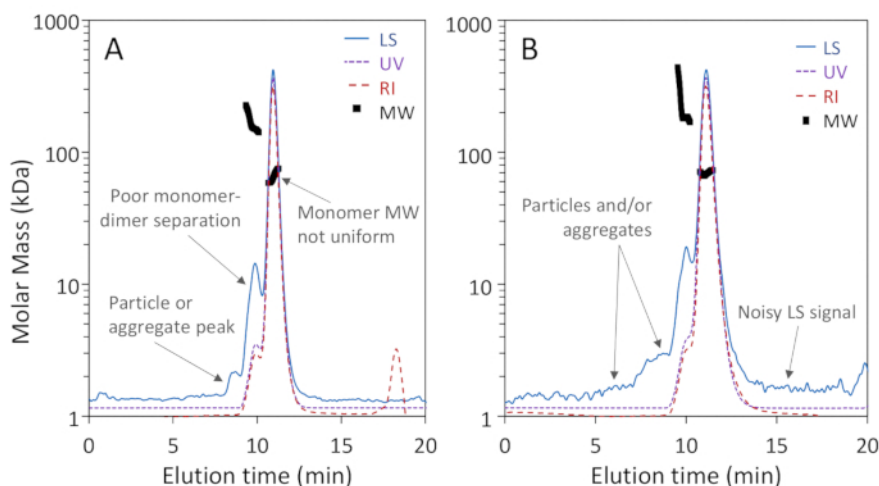 A
1000
100
10
1
Molar Mass (kDa)
LS
UV
RI
MW
Poor monomer-
dimer separation
Monomer MW
not uniform
Particle or
aggregate peak
0
5
10
15
20
Elution time (min)
B
1000
100
10
1
LS
UV
RI
MW
Particles and/or
aggregates
Noisy LS signal
0
5
10
15
20
Elution time (min)